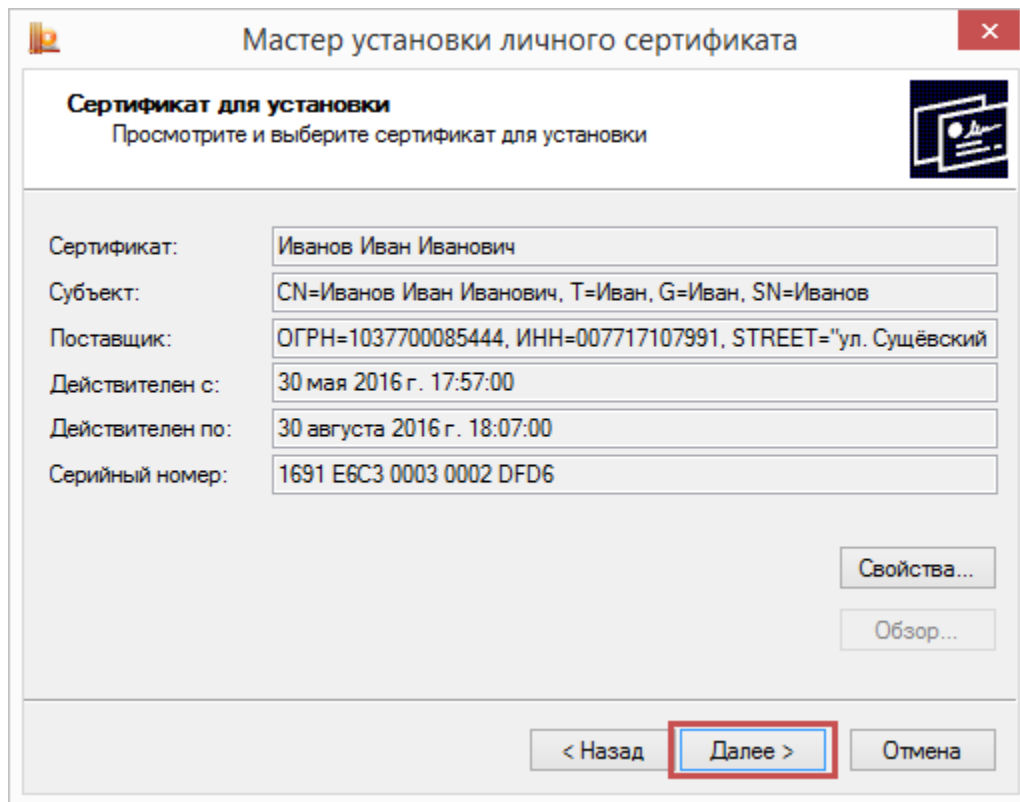 Мастер установки личного сертификата
Сертификат для установки
Просмотрите и выберите сертификат для установки
Сертификат: Иванов Иван Иванович
Субъект: CN=Иванов Иван Иванович, T=Иван, G=Иван, SN=Иванов
Поставщик: ОГРН=1037700085444, ИНН=007717107991, STREET="ул. Сущёвский
Действителен с: 30 мая 2016 г. 17:57:00
Действителен по: 30 августа 2016 г. 18:07:00
Серийный номер: 1691 E6C3 0003 0002 DFD6
Свойства...
Обзор...
< Назад Далее > Отмена